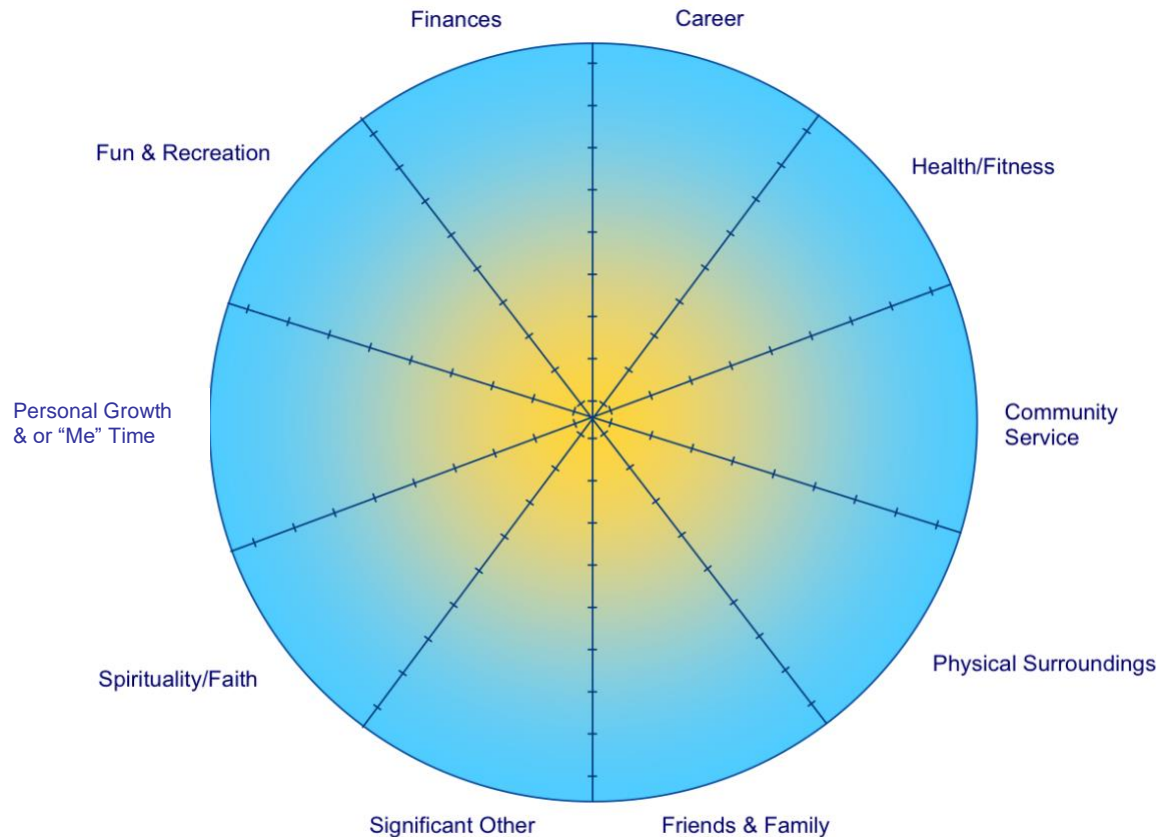 Finances
Career
Fun & Recreation
Health/Fitness
Personal Growth
& or “Me” Time
Community
Service
Spirituality/Faith
Physical Surroundings
Significant Other
Friends & Family